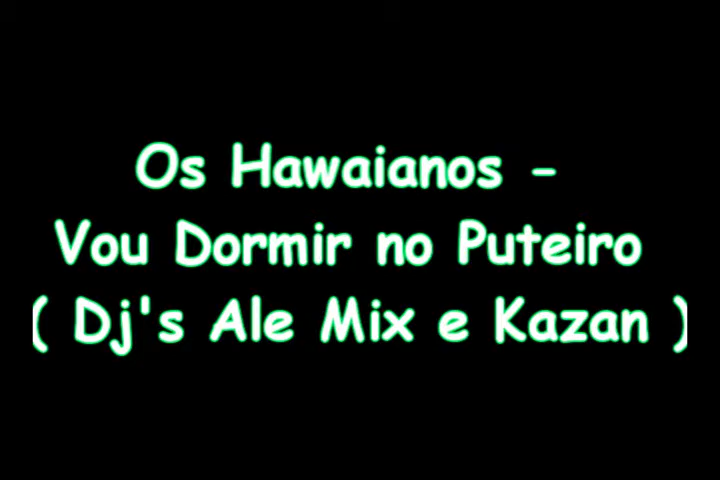 Os Hawaianos -
Vou Dormir no Puteiro
( Dj's Ale Mix e Kazan )